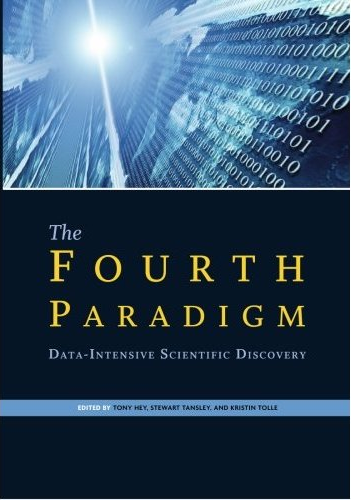 The
FOURTH
PARADIGM
DATA-INTENSIVE SCIENTIFIC DISCOVERY
EDITED BY TONY HEY, STEWART TANSLEY, AND KRISTIN TOLLE